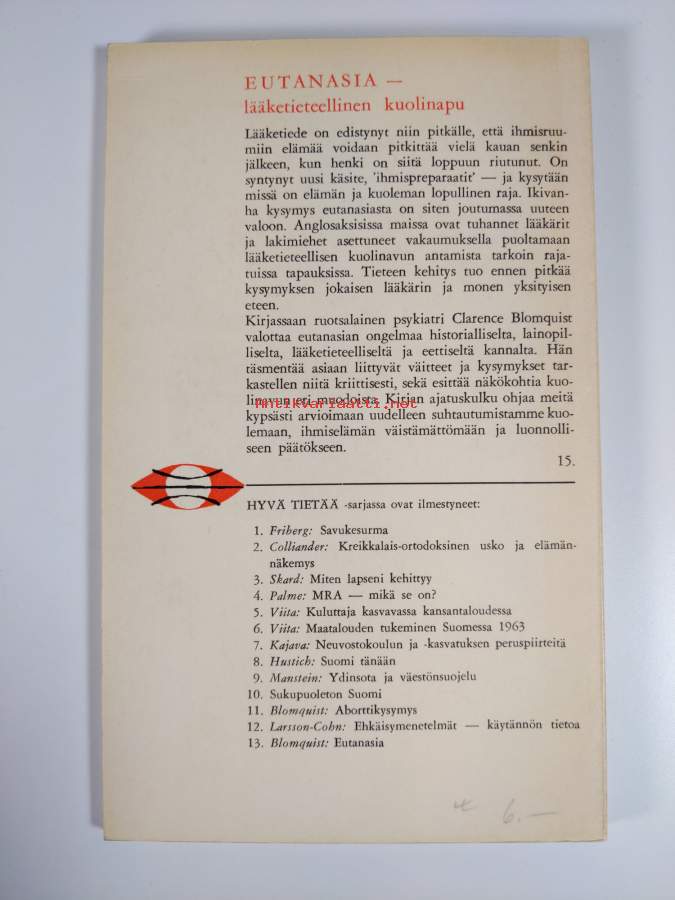 EUTANASIA —
lääketieteellinen kuolinapu
Lääketiede on edistynyt niin pitkälle, että ihmisruu-
miin elämää voidaan pitkittää vielä kauan senkin
jälkeen, kun henki on siitä loppuun riutunut. On
syntynyt uusi käsite, 'ihmispreparaatit' — ja kysytään
missä on elämän ja kuoleman lopullinen raja. Ikivan-
ha kysymys eutanasiasta on siten joutumassa uuteen
valoon. Anglosaksisissa maissa ovat tuhannet lääkärit
ja lakimiehet asettuneet vakaumuksella puoltamaan
lääketieteellisen kuolinavun antamista tarkoin raja-
tuissa tapauksissa. Tieteen kehitys tuo ennen pitkää
kysymyksen jokaisen lääkärin ja monen yksityisen
eteen.
Kirjassaan ruotsalainen psykiatri Clarence Blomquist
valottaa eutanasian ongelmaa historialliselta, lainopil-
liselta, lääketieteelliseltä ja eettiseltä kannalta. Hän
täsmentää asiaan liittyvät väitteet ja kysymykset tar-
kastellen niitä kriittisesti, sekä esittää näkökohtia kuo-
linavun eri muodoista. Kirjan ajatuskulku ohjaa meitä
Antikvariaatti.net
kypsästi arvioimaan uudelleen suhtautumistamme kuo-
lemaan, ihmiselämän väistämättömään ja luonnolli-
seen päätökseen.
15.
HYVÄ TIETÄÄ -sarjassa ovat ilmestyneet:
1. Friberg: Savukesurma
2. Colliander: Kreikkalais-ortodoksinen usko ja elämän-
näkemys
3. Skard: Miten lapseni kehittyy
4. Palme: MRA — mikä se on?
5. Viita: Kuluttaja kasvavassa kansantaloudessa
6. Viita: Maatalouden tukeminen Suomessa 1963
7. Kajava: Neuvostokoulun ja -kasvatuksen peruspiirteitä
8. Hustich: Suomi tänään
9. Manstein: Ydinsota ja väestönsuojelu
10. Sukupuoleton Suomi
11. Blomquist: Aborttikysymys
12. Larsson-Cohn: Ehkäisymenetelmät — käytännön tietoa
13. Blomquist: Eutanasia
6.—